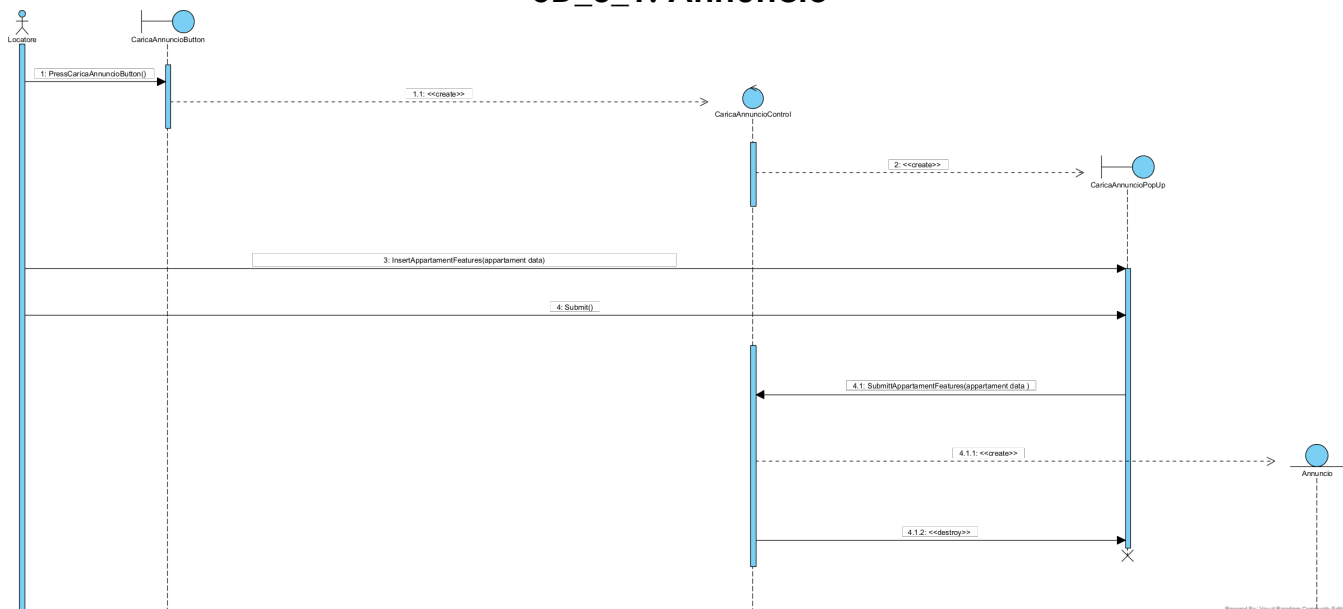 Annuncio
Locatore
CaricaAnnuncioButton
1: PressCaricaAnnuncioButton()
1.1: <<create>>
CaricaAnnuncioControl
2: <<create>>
CaricaAnnuncioPopUp
3: InsertAppartamentFeatures(appartament data)
4: Submit()
4.1: SubmittAppartamentFeatures(appartament data )
4.1.1: <<create>>
Annuncio
4.1.2: <<destroy>>